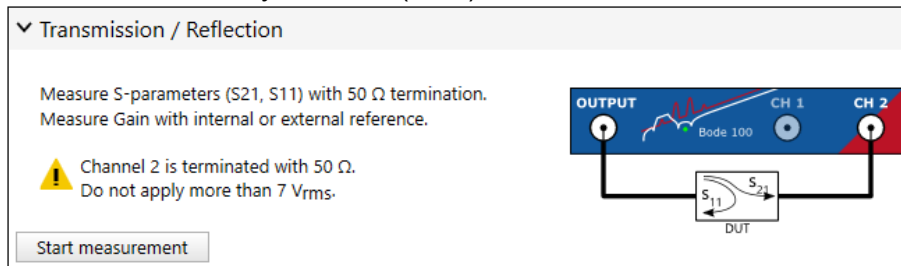 Transmission / Reflection
Measure S-parameters (S21, S11) with 50 Ω termination.
Measure Gain with internal or external reference.
Channel 2 is terminated with 50 Ω.
Do not apply more than 7 Vrms.
Start measurement
OUTPUT
Bode 100
CH 1
CH 2
S11
S21
DUT